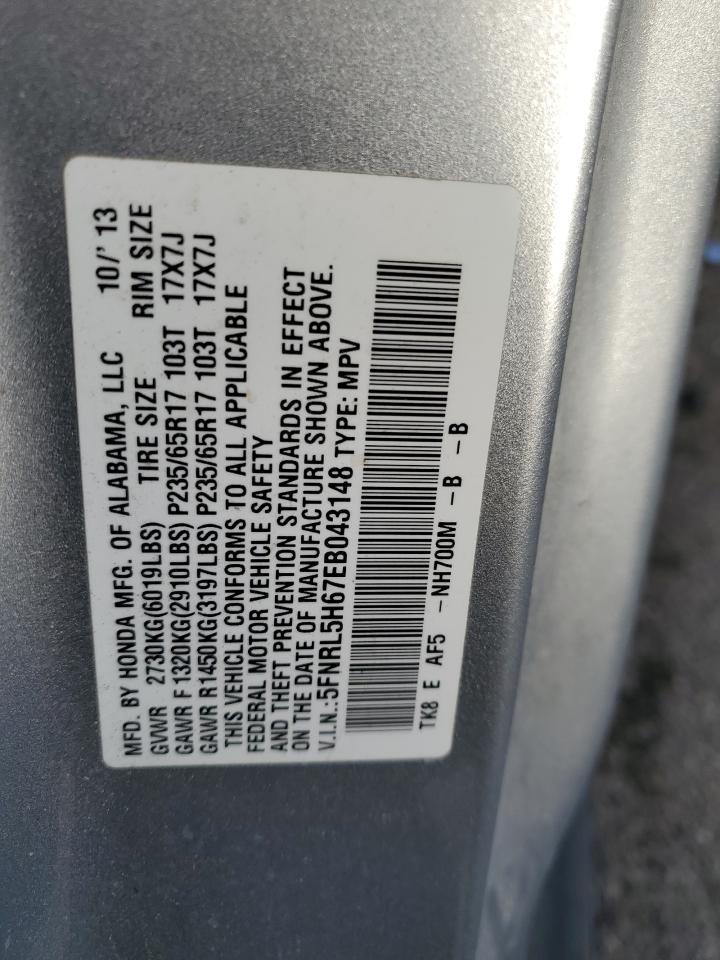 MFD. BY HONDA MFG. OF ALABAMA, LLC 10/' 13
GVWR 2730KG(6019LBS) TIRE SIZE RIM SIZE
GAWR F 1320KG(2910LBS) P235/65R17 103T 17X7J
GAWR R1450KG(3197LBS) P235/65R17 103T 17X7J
THIS VEHICLE CONFORMS TO ALL APPLICABLE
FEDERAL MOTOR VEHICLE SAFETY
AND THEFT PREVENTION STANDARDS IN EFFECT
ON THE DATE OF MANUFACTURE SHOWN ABOVE.
V.I.N.:5FNRL5H67EB043148 TYPE: MPV
TK8 E AF5 -NH700M -B -B